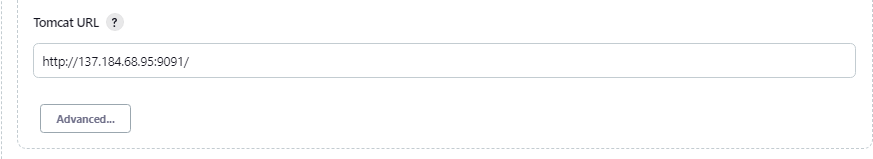 Tomcat URL ?
http://137.184.68.95:9091/
Advanced...